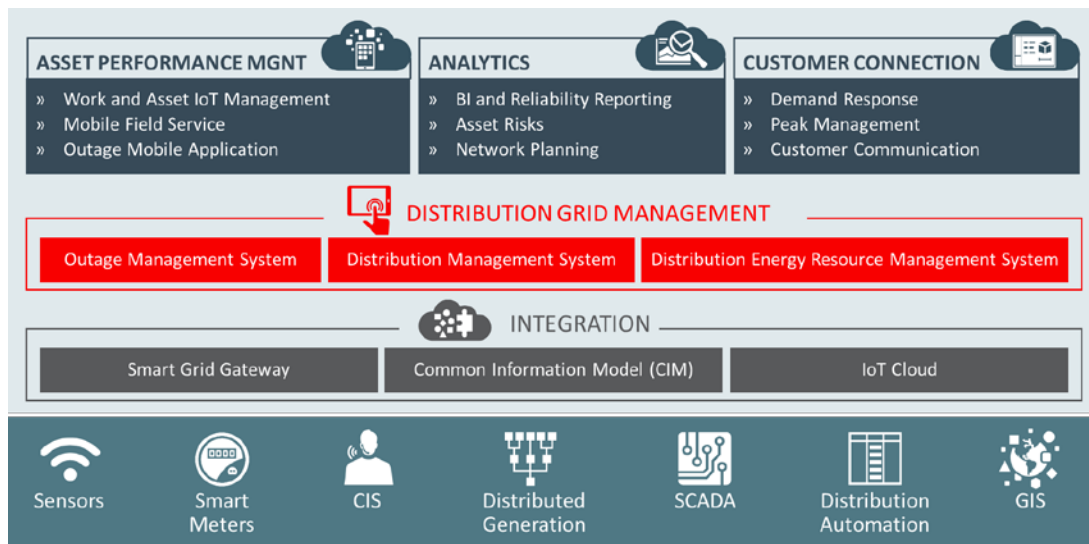 ASSET PERFORMANCE MGNT
» Work and Asset IoT Management
» Mobile Field Service
» Outage Mobile Application
ANALYTICS
» BI and Reliability Reporting
» Asset Risks
» Network Planning
CUSTOMER CONNECTION
» Demand Response
» Peak Management
» Customer Communication
DISTRIBUTION GRID MANAGEMENT
Outage Management System
Distribution Management System
Distribution Energy Resource Management System
INTEGRATION
Smart Grid Gateway
Common Information Model (CIM)
IoT Cloud
Sensors
Smart
Meters
CIS
Distributed
Generation
SCADA
Distribution
Automation
GIS